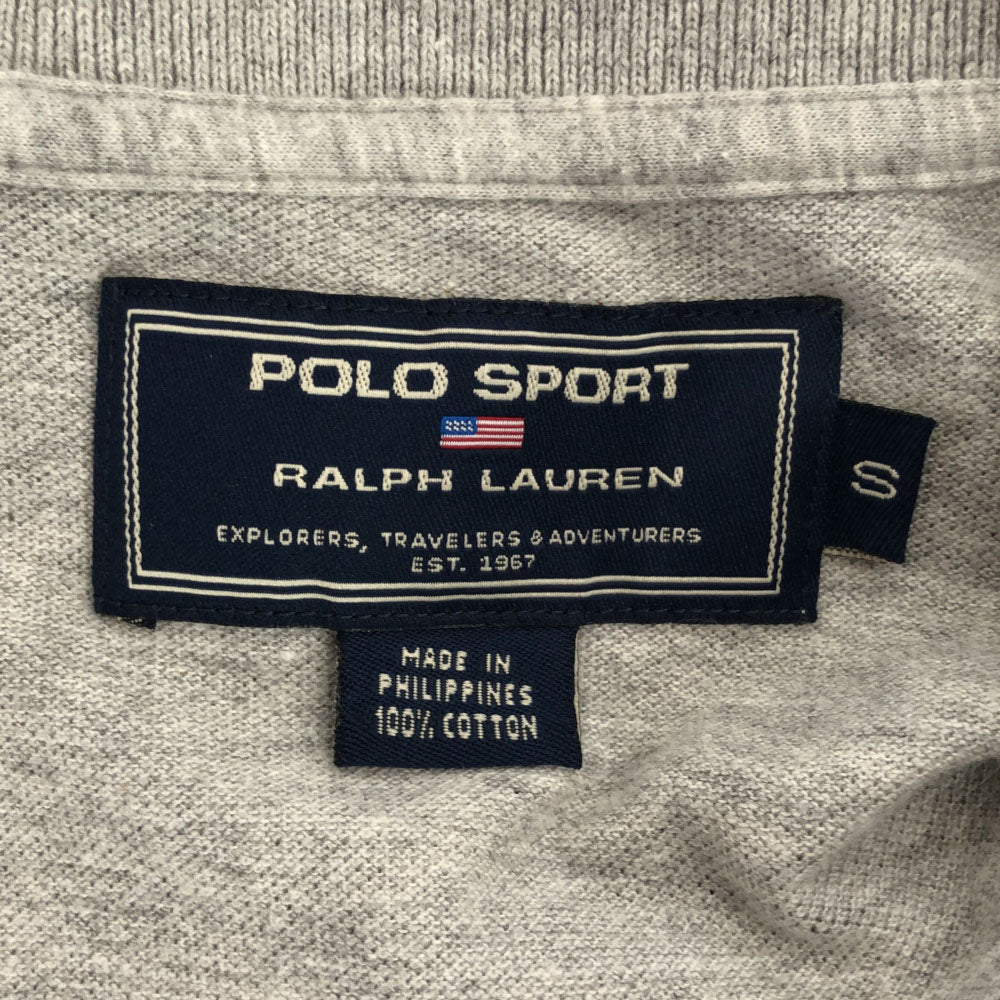 POLO SPORT
RALPH LAUREN
EXPLORERS, TRAVELERS & ADVENTURERS
EST. 1967
S
MADE IN
PHILIPPINES
100% COTTON